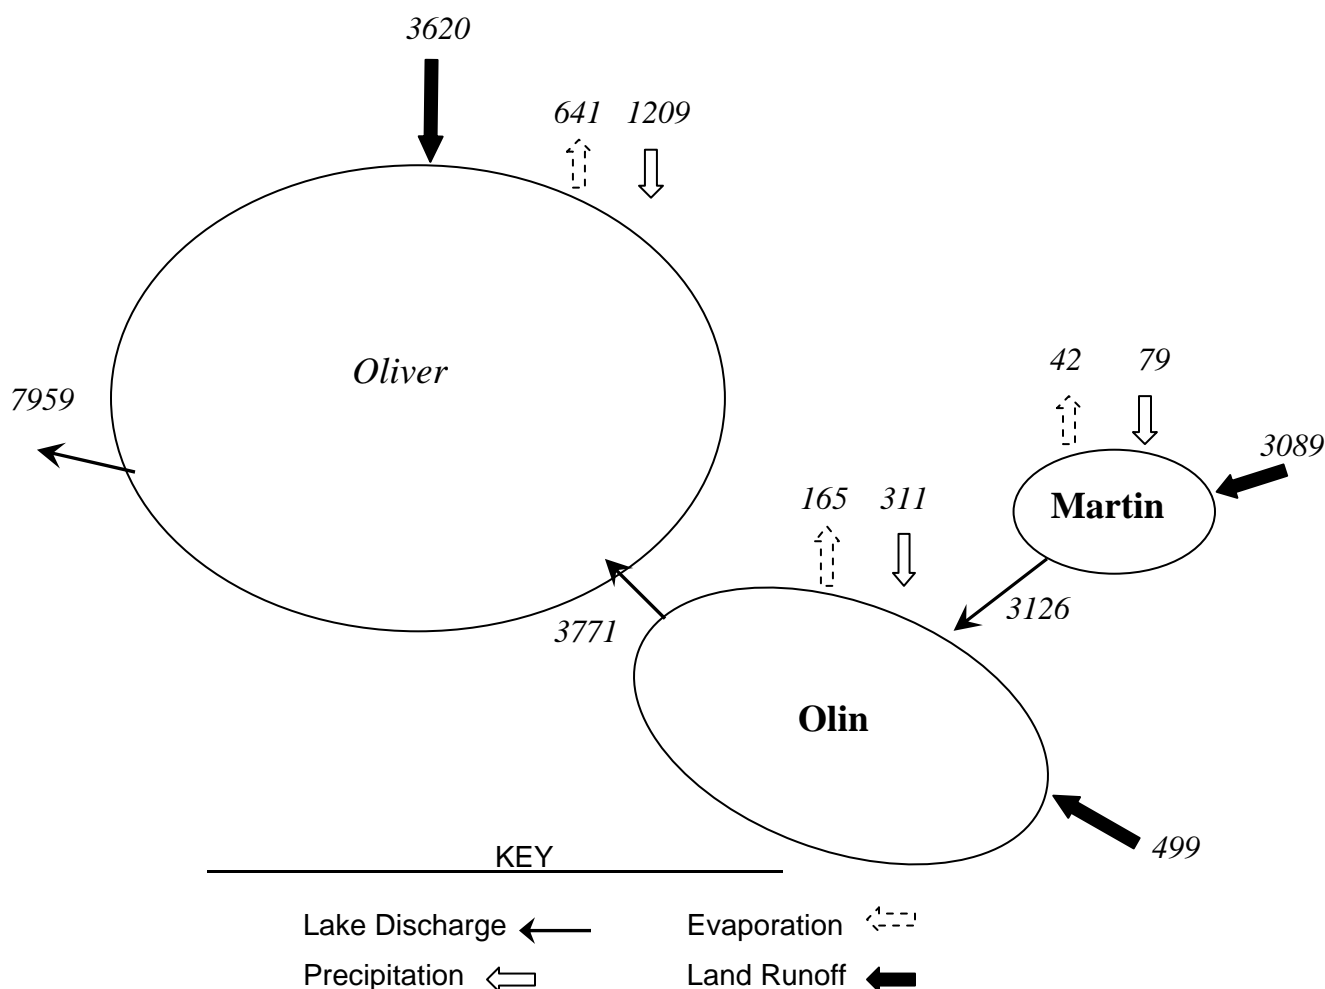 3620
641 1209
Oliver
7959
42 79
3089
165 311
Martin
3126
3771
Olin
499
KEY
Lake Discharge Evaporation
Precipitation Land Runoff